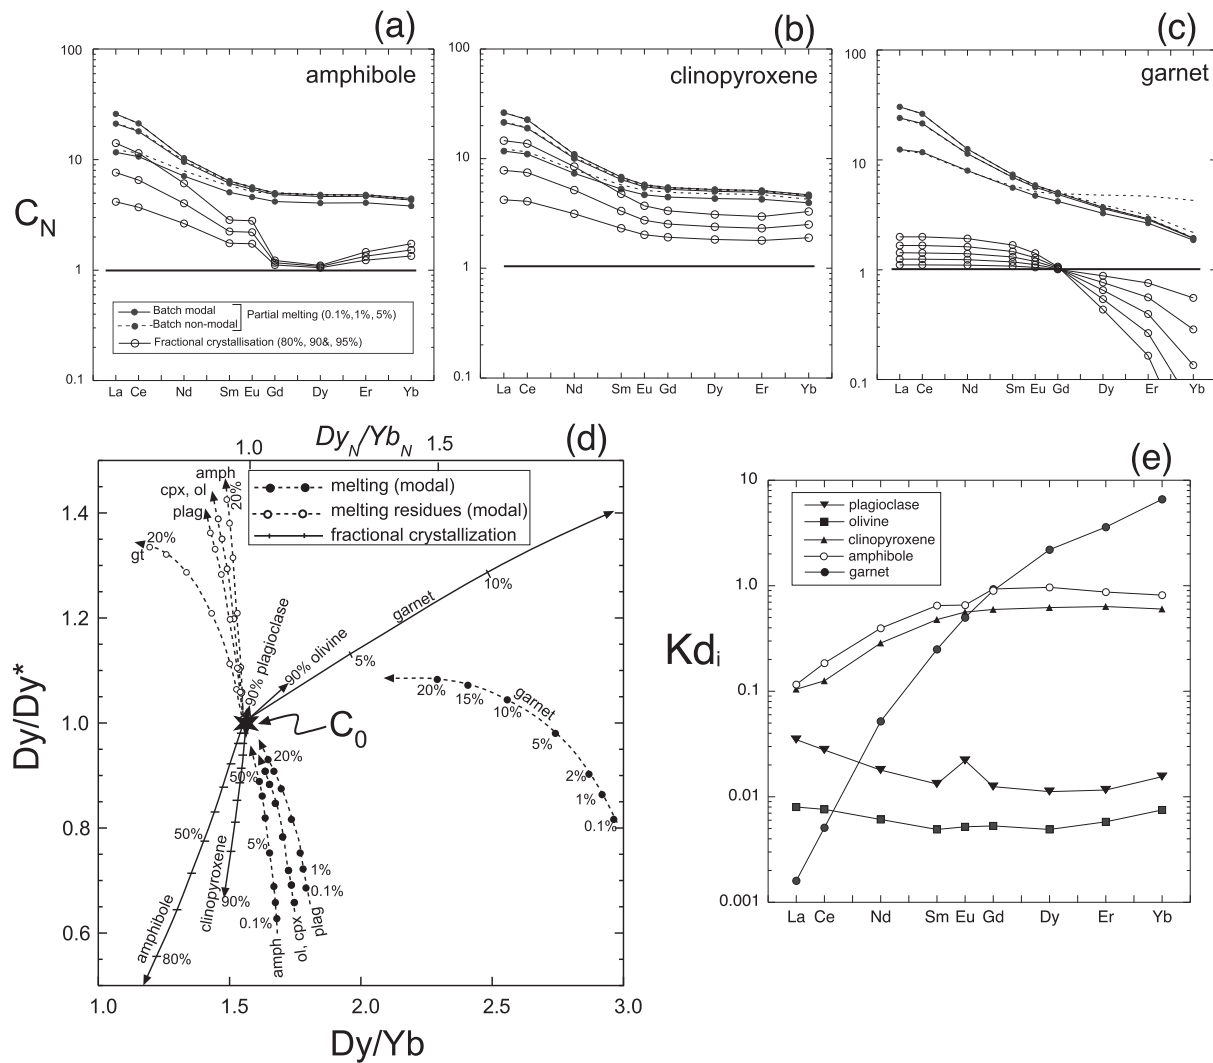 (a)
100
amphibole
10
C_N
1
Batch modal
Batch non-modal
Partial melting (0.1%, 1%, 5%)
Fractional crystallisation (80%, 90&, 95%)
0.1
La Ce Nd Sm Eu Gd Dy Er Yb
(b)
100
clinopyroxene
10
1
0.1
La Ce Nd Sm Eu Gd Dy Er Yb
(c)
100
garnet
10
1
0.1
La Ce Nd Sm Eu Gd Dy Er Yb
(d)
Dy_N/Yb_N
1.0 1.5
melting (modal)
melting residues (modal)
fractional crystallization
amph
cpx, ol
plag
20%
20%
gt
garnet
10%
5%
90% olivine
90% plagioclase
C_0
garnet
20%
15%
10%
5%
2%
1%
0.1%
20%
50%
50%
5%
1%
0.1%
0.1%
plag
ol, cpx
amph
clinopyroxene
90%
amphibole
80%
1.4
1.2
1.0
0.8
0.6
Dy/Dy*
1.0 1.5 2.0 2.5 3.0
Dy/Yb
(e)
10
1.0
0.1
0.01
0.001
plagioclase
olivine
clinopyroxene
amphibole
garnet
Kd_i
La Ce Nd Sm Eu Gd Dy Er Yb